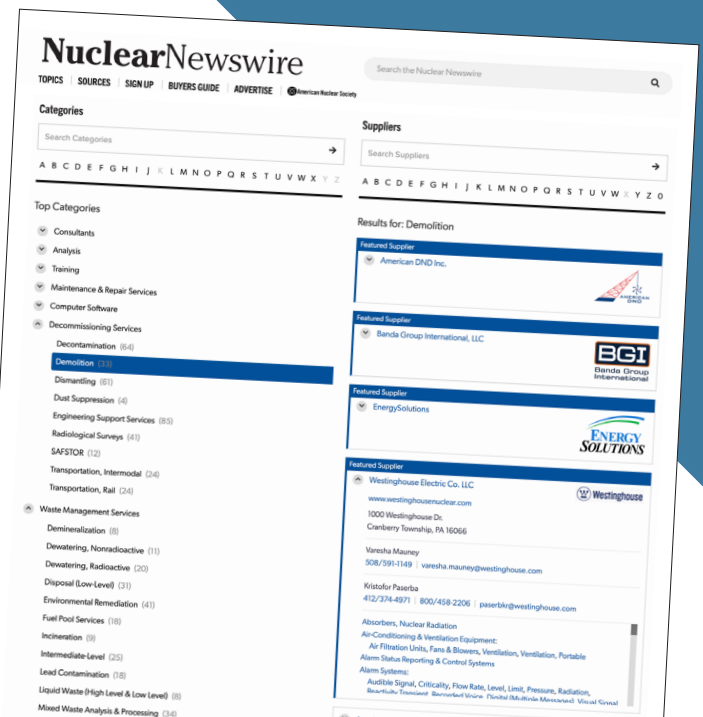 NuclearNewswire
Search the Nuclear Newswire
TOPICS | SOURCES | SIGN UP | BUYERS GUIDE | ADVERTISE | American Nuclear Society
Categories
Search Categories
A B C D E F G H I J K L M N O P Q R S T U V W X Y Z
Top Categories
Consultants
Analysis
Training
Maintenance & Repair Services
Computer Software
Decommissioning Services
Decontamination (64)
Demolition (33)
Dismantling (61)
Dust Suppression (4)
Engineering Support Services (85)
Radiological Surveys (41)
SAFSTOR (12)
Transportation, Intermodal (24)
Transportation, Rail (24)
Waste Management Services
Demineralization (8)
Dewatering, Nonradioactive (11)
Dewatering, Radioactive (20)
Disposal (Low-Level) (31)
Environmental Remediation (41)
Fuel Pool Services (18)
Incineration (9)
Intermediate-Level (25)
Lead Contamination (18)
Liquid Waste (High Level & Low Level) (8)
Mixed Waste Analysis & Processing (34)
Suppliers
Search Suppliers
A B C D E F G H I J K L M N O P Q R S T U V W X Y Z 0
Results for: Demolition
Featured Supplier
American DND Inc.
AMERICAN
DND
Featured Supplier
Banda Group International, LLC
BGI
Banda Group
International
Featured Supplier
EnergySolutions
ENERGY
SOLUTIONS
Featured Supplier
Westinghouse Electric Co. LLC
Westinghouse
www.westinghousenuclear.com
1000 Westinghouse Dr.
Cranberry Township, PA 16066
Varesha Mauney
508/591-1149 | varesha.mauney@westinghouse.com
Kristofor Paserba
412/374-4971 | 800/458-2206 | paserbkr@westinghouse.com
Absorbers, Nuclear Radiation
Air-Conditioning & Ventilation Equipment:
Air Filtration Units, Fans & Blowers, Ventilation, Ventilation, Portable
Alarm Status Reporting & Control Systems
Alarm Systems:
Audible Signal, Criticality, Flow Rate, Level, Limit, Pressure, Radiation,
Reactivity Transient, Recorded Voice, Digital (Multiple Messages), Visual Signal